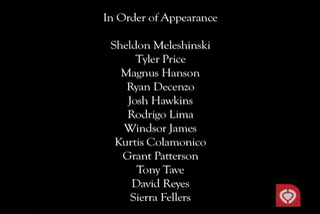 In Order of Appearance
Sheldon Meleshinski
Tyler Price
Magnus Hanson
Ryan Decenzo
Josh Hawkins
Rodrigo Lima
Windsor James
Kurtis Colamonico
Grant Patterson
Tony Tave
David Reyes
Sierra Fellers